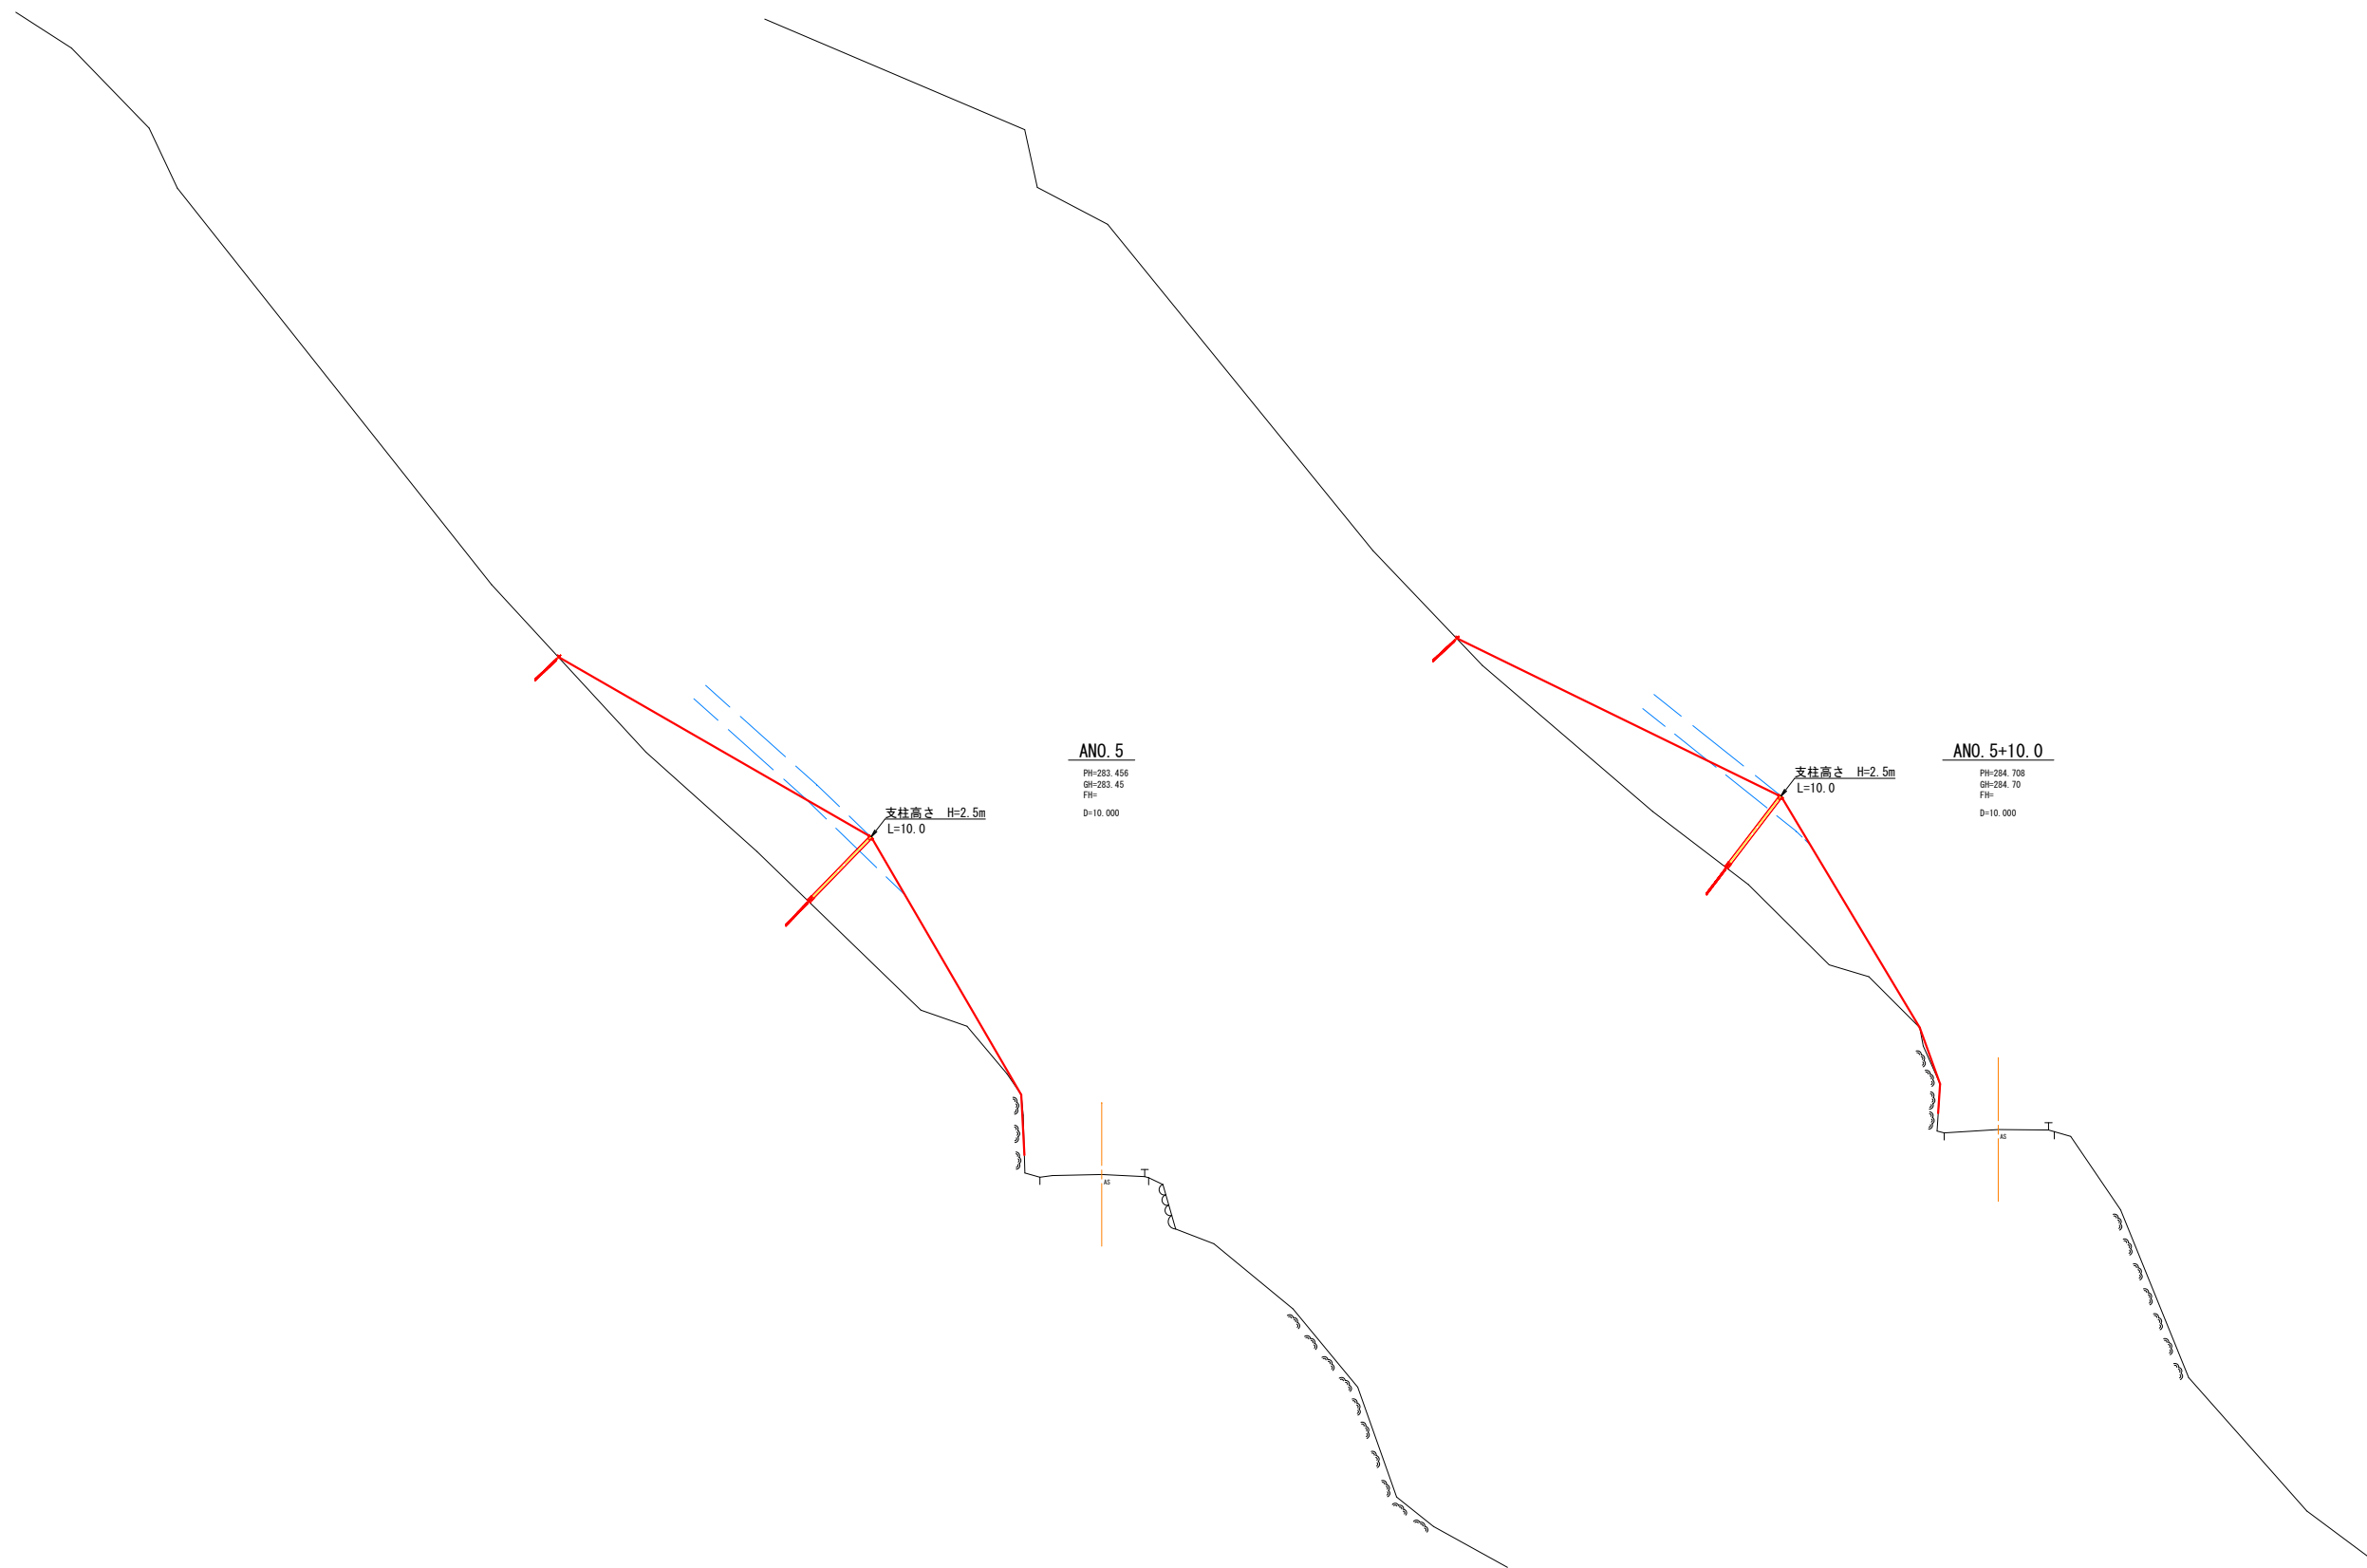 支柱高さ　H=2.5m
L=10.0
ANO.5
PH=283.456
GH=283.45
FH=
D=10.000
AS
支柱高さ　H=2.5m
L=10.0
ANO.5+10.0
PH=284.708
GH=284.70
FH=
D=10.000
AS